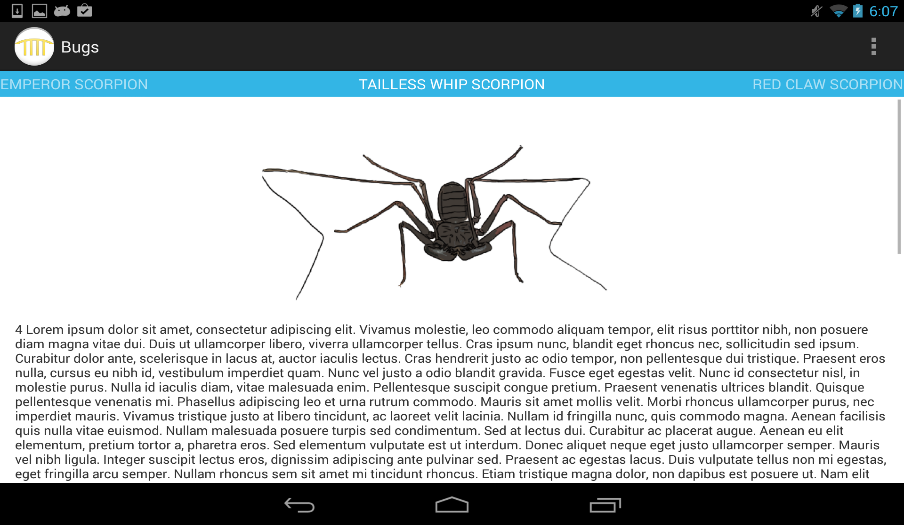 6:07
Bugs
EMPEROR SCORPION TAILLESS WHIP SCORPION RED CLAW SCORPION
4 Lorem ipsum dolor sit amet, consectetur adipiscing elit. Vivamus molestie, leo commodo aliquam tempor, elit risus porttitor nibh, non posuere
diam magna vitae dui. Duis ut ullamcorper libero, viverra ullamcorper tellus. Cras ipsum nunc, blandit eget rhoncus nec, sollicitudin sed ipsum.
Curabitur dolor ante, scelerisque in lacus at, auctor iaculis lectus. Cras hendrerit justo ac odio tempor, non pellentesque dui tristique. Praesent eros
nulla, cursus eu nibh id, vestibulum imperdiet quam. Nunc vel justo a odio blandit gravida. Fusce eget egestas velit. Nunc id consectetur nisl, in
molestie purus. Nulla id iaculis diam, vitae malesuada enim. Pellentesque suscipit congue pretium. Praesent venenatis ultrices blandit. Quisque
pellentesque venenatis mi. Phasellus adipiscing leo et urna rutrum commodo. Mauris sit amet mollis velit. Morbi rhoncus ullamcorper purus, nec
imperdiet mauris. Vivamus tristique justo at libero tincidunt, ac laoreet velit lacinia. Nullam id fringilla nunc, quis commodo magna. Aenean facilisis
quis nulla vitae euismod. Nullam malesuada posuere turpis sed condimentum. Sed at lectus dui. Curabitur ac placerat augue. Aenean eu elit
elementum, pretium tortor a, pharetra eros. Sed elementum vulputate est ut interdum. Donec aliquet neque eget justo ullamcorper semper. Mauris
vel nibh ligula. Integer suscipit lectus eros, dignissim adipiscing ante pulvinar sed. Praesent ac egestas lacus. Duis vulputate tellus non mi egestas,
eget fringilla arcu semper. Nullam rhoncus sem sit amet mi tincidunt rhoncus. Etiam tristique magna dolor, non dapibus est posuere ut. Nam elit